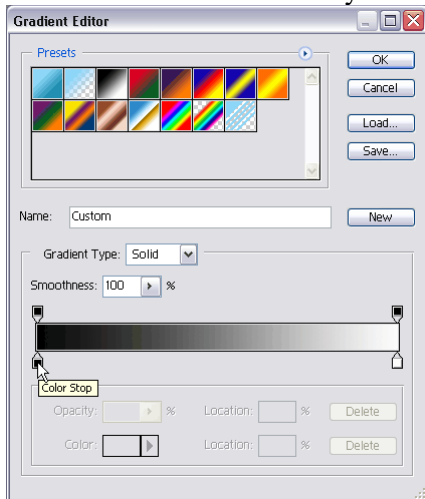 Gradient Editor
Presets
OK
Cancel
Load...
Save...
Name: Custom
New
Gradient Type: Solid
Smoothness: 100 %
Color Stop
Opacity: % Location: % Delete
Color: Location: % Delete